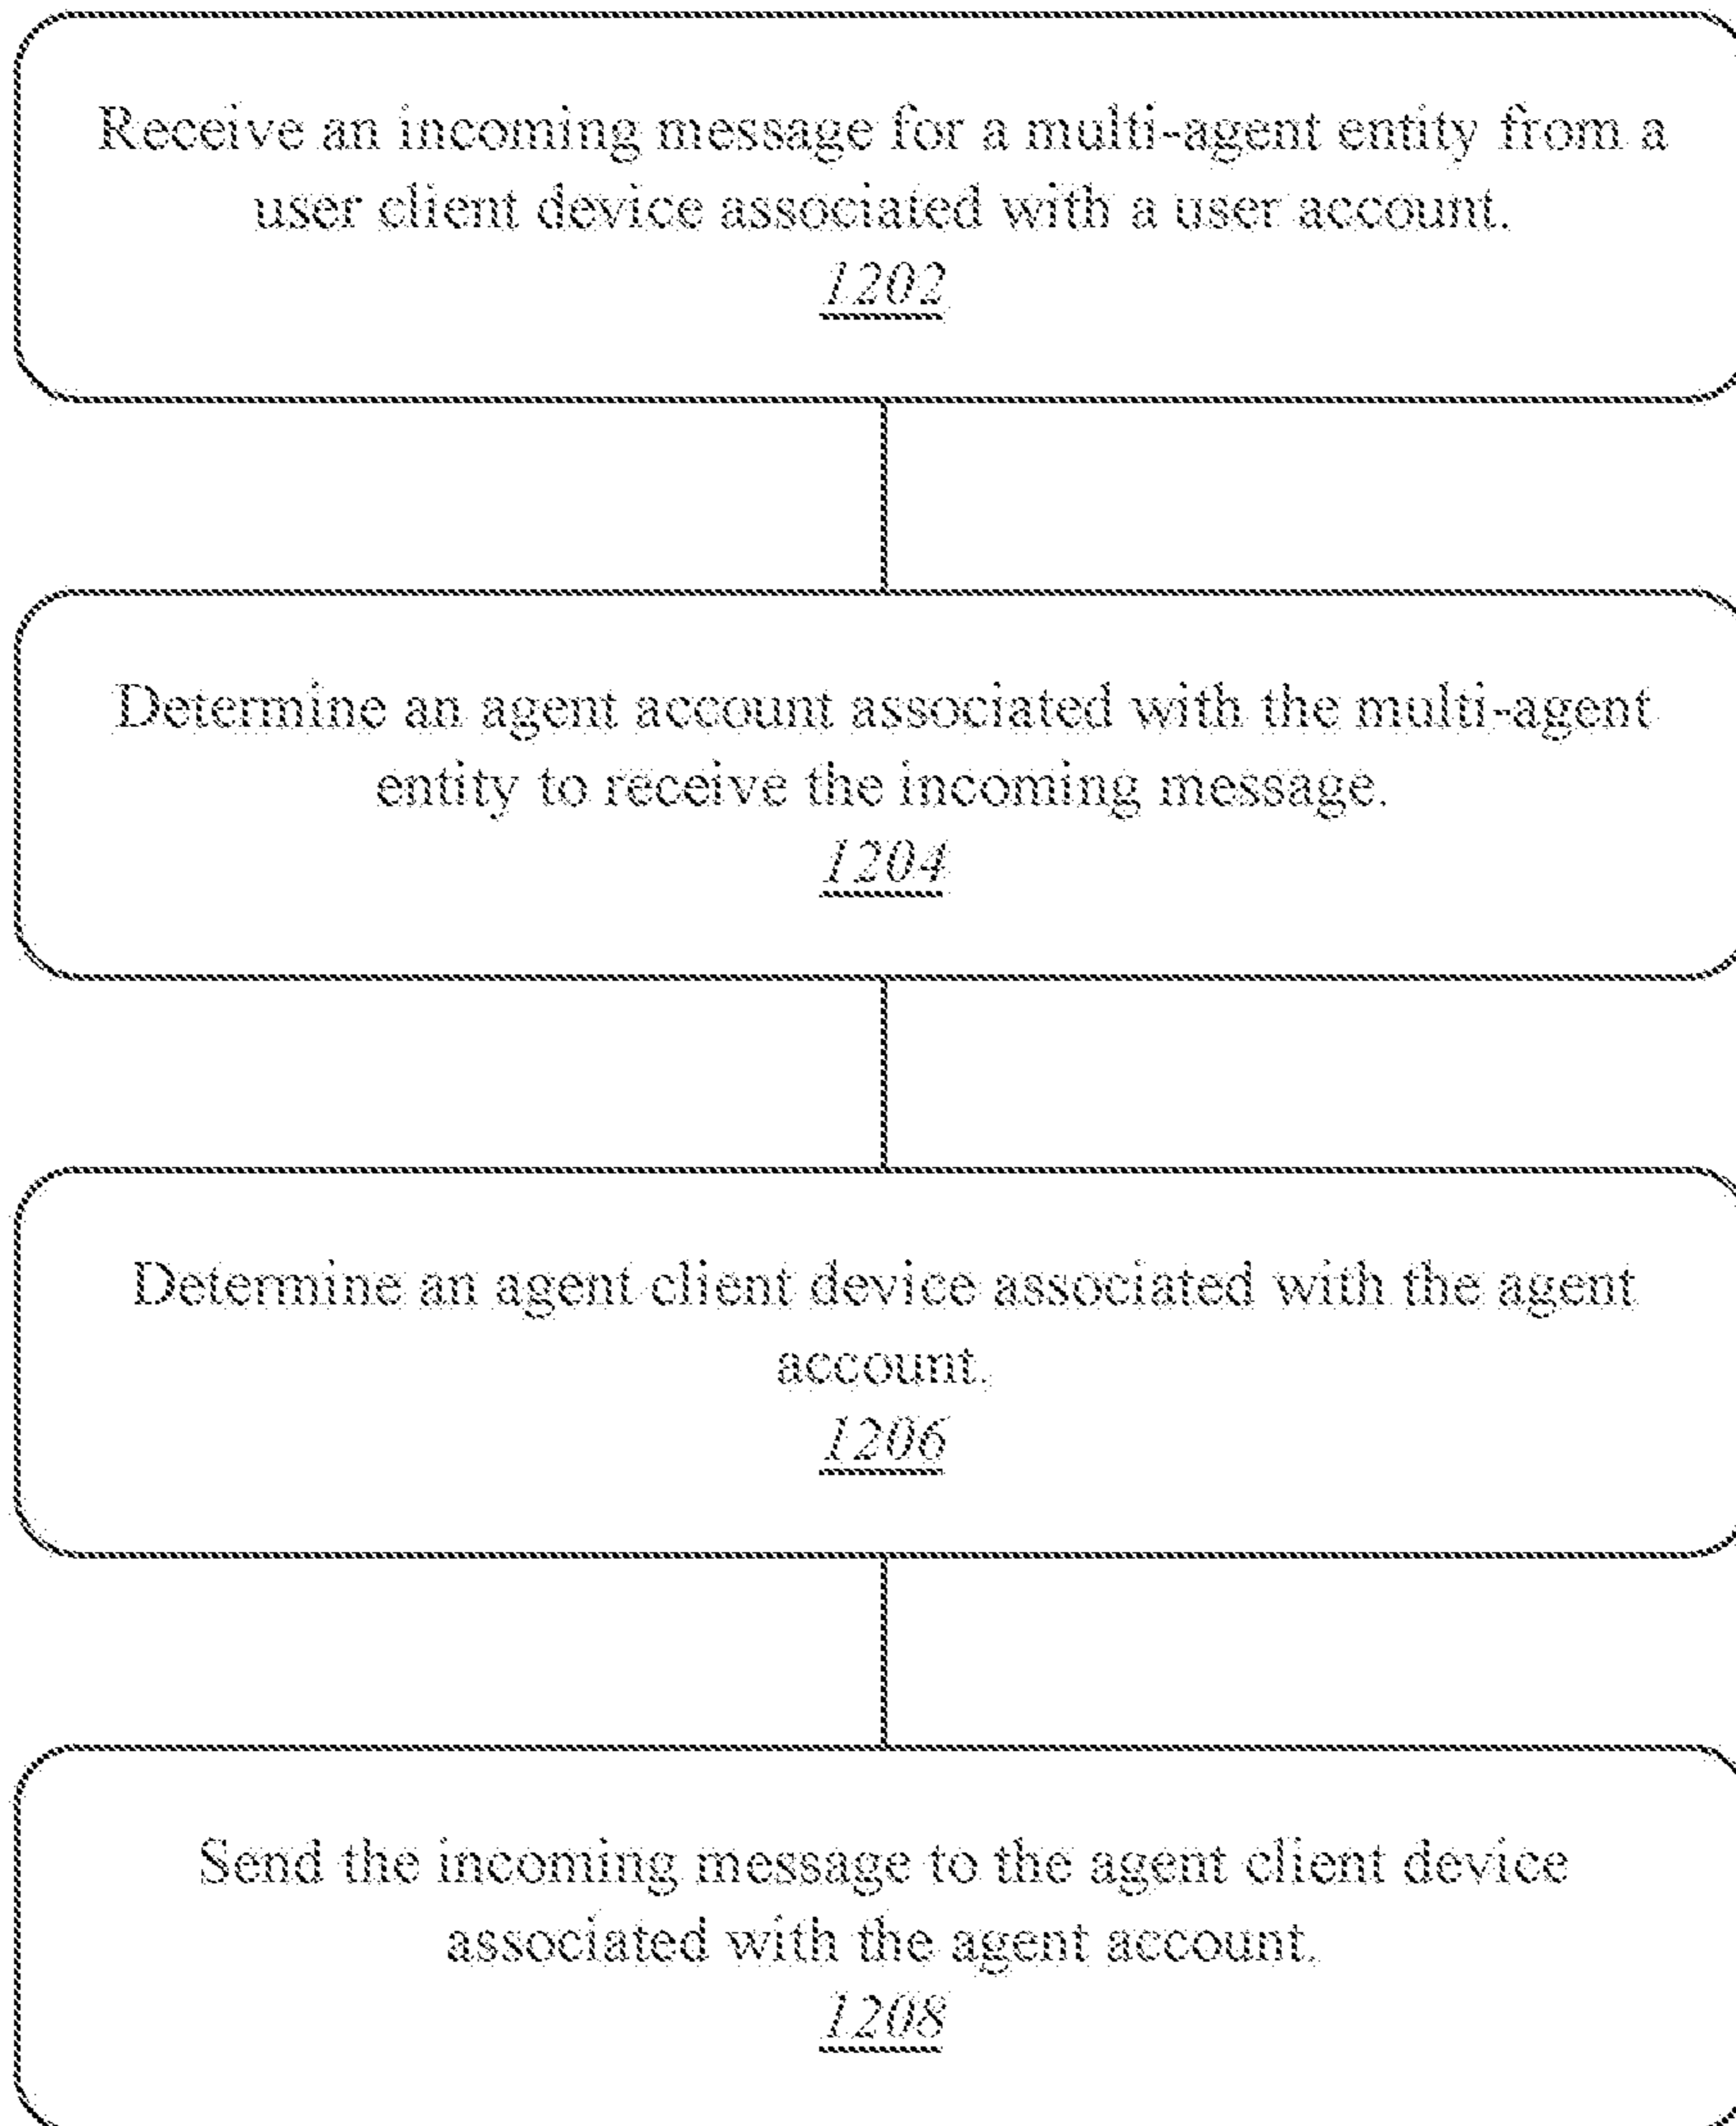 Receive an incoming message for a multi-agent entity from a
user client device associated with a user account.
1202
Determine an agent account associated with the multi-agent
entity to receive the incoming message.
1204
Determine an agent client device associated with the agent
account.
1206
Send the incoming message to the agent client device
associated with the agent account.
1208